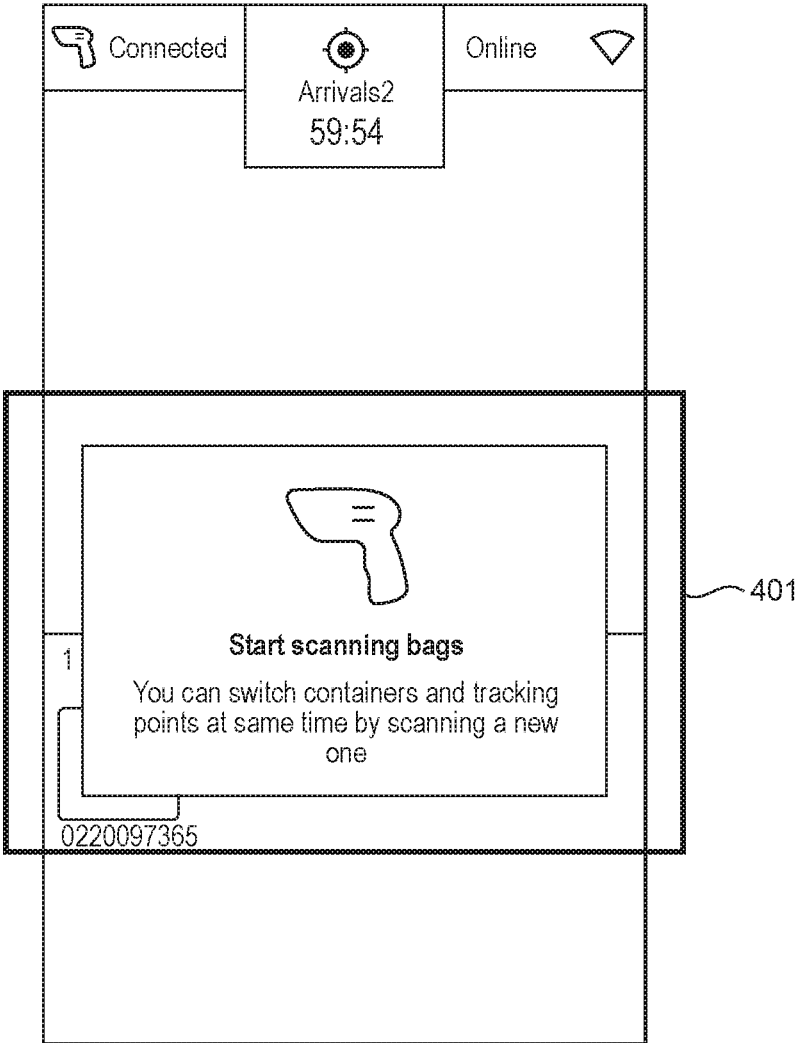 Connected
Arrivals2
59:54
Online
401
Start scanning bags
You can switch containers and tracking
points at same time by scanning a new
one
1
0220097365